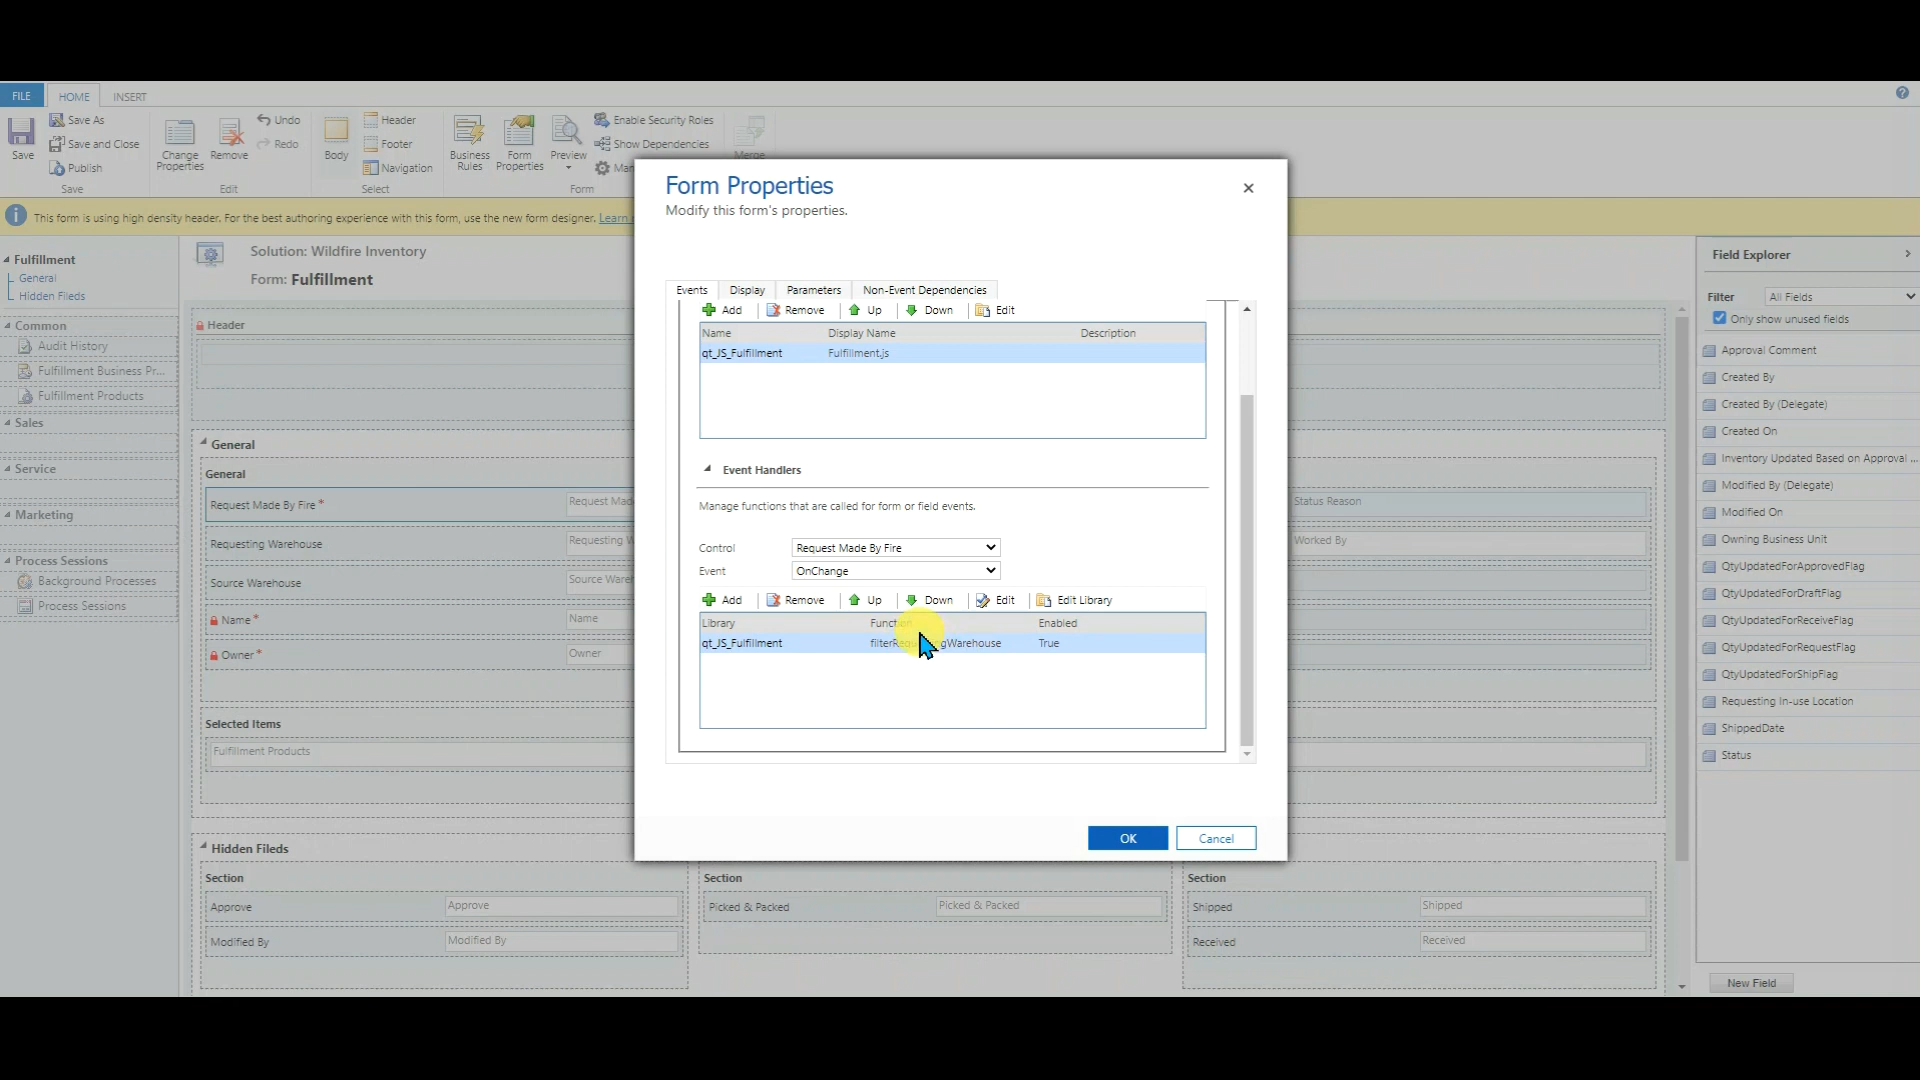 FILE HOME INSERT
Save
Save As
Save and Close
Publish
Save
Change Properties
Remove
Undo
Redo
Edit
Body
Header
Footer
Navigation
Select
Business Rules
Form Properties
Preview
Enable Security Roles
Show Dependencies
Form
Merge
This form is using high density header. For the best authoring experience with this form, use the new form designer. Learn
Fulfillment
General
Hidden Fileds
Common
Audit History
Fulfillment Business Pr...
Fulfillment Products
Sales
Service
Marketing
Process Sessions
Background Processes
Process Sessions
Solution: Wildfire Inventory
Form: Fulfillment
Header
General
General
Request Made By Fire *
Requesting Warehouse
Source Warehouse
Source
Name * Name
Owner * Owner
Status Reason
Worked By
Selected Items
Fulfillment Products
Hidden Fileds
Section
Approve Approve
Modified By Modified By
Section
Picked & Packed Picked & Packed
Section
Shipped Shipped
Received Received
Form Properties
Modify this form's properties.
Events Display Parameters Non-Event Dependencies
Add Remove Up Down Edit
Name Display Name Description
qt_JS_Fulfillment Fulfillment.js
Event Handlers
Manage functions that are called for form or field events.
Control Request Made By Fire
Event OnChange
Add Remove Up Down Edit Edit Library
Library Function Enabled
qt_JS_Fulfillment True
OK Cancel
Field Explorer
Filter All Fields
Only show unused fields
Approval Comment
Created By
Created By (Delegate)
Created On
Inventory Updated Based on Approval ...
Modified By (Delegate)
Modified On
Owning Business Unit
QtyUpdatedForApprovedFlag
QtyUpdatedForDraftFlag
QtyUpdatedForReceiveFlag
QtyUpdatedForRequestFlag
QtyUpdatedForShipFlag
Requesting In-use Location
ShippedDate
Status
New Field